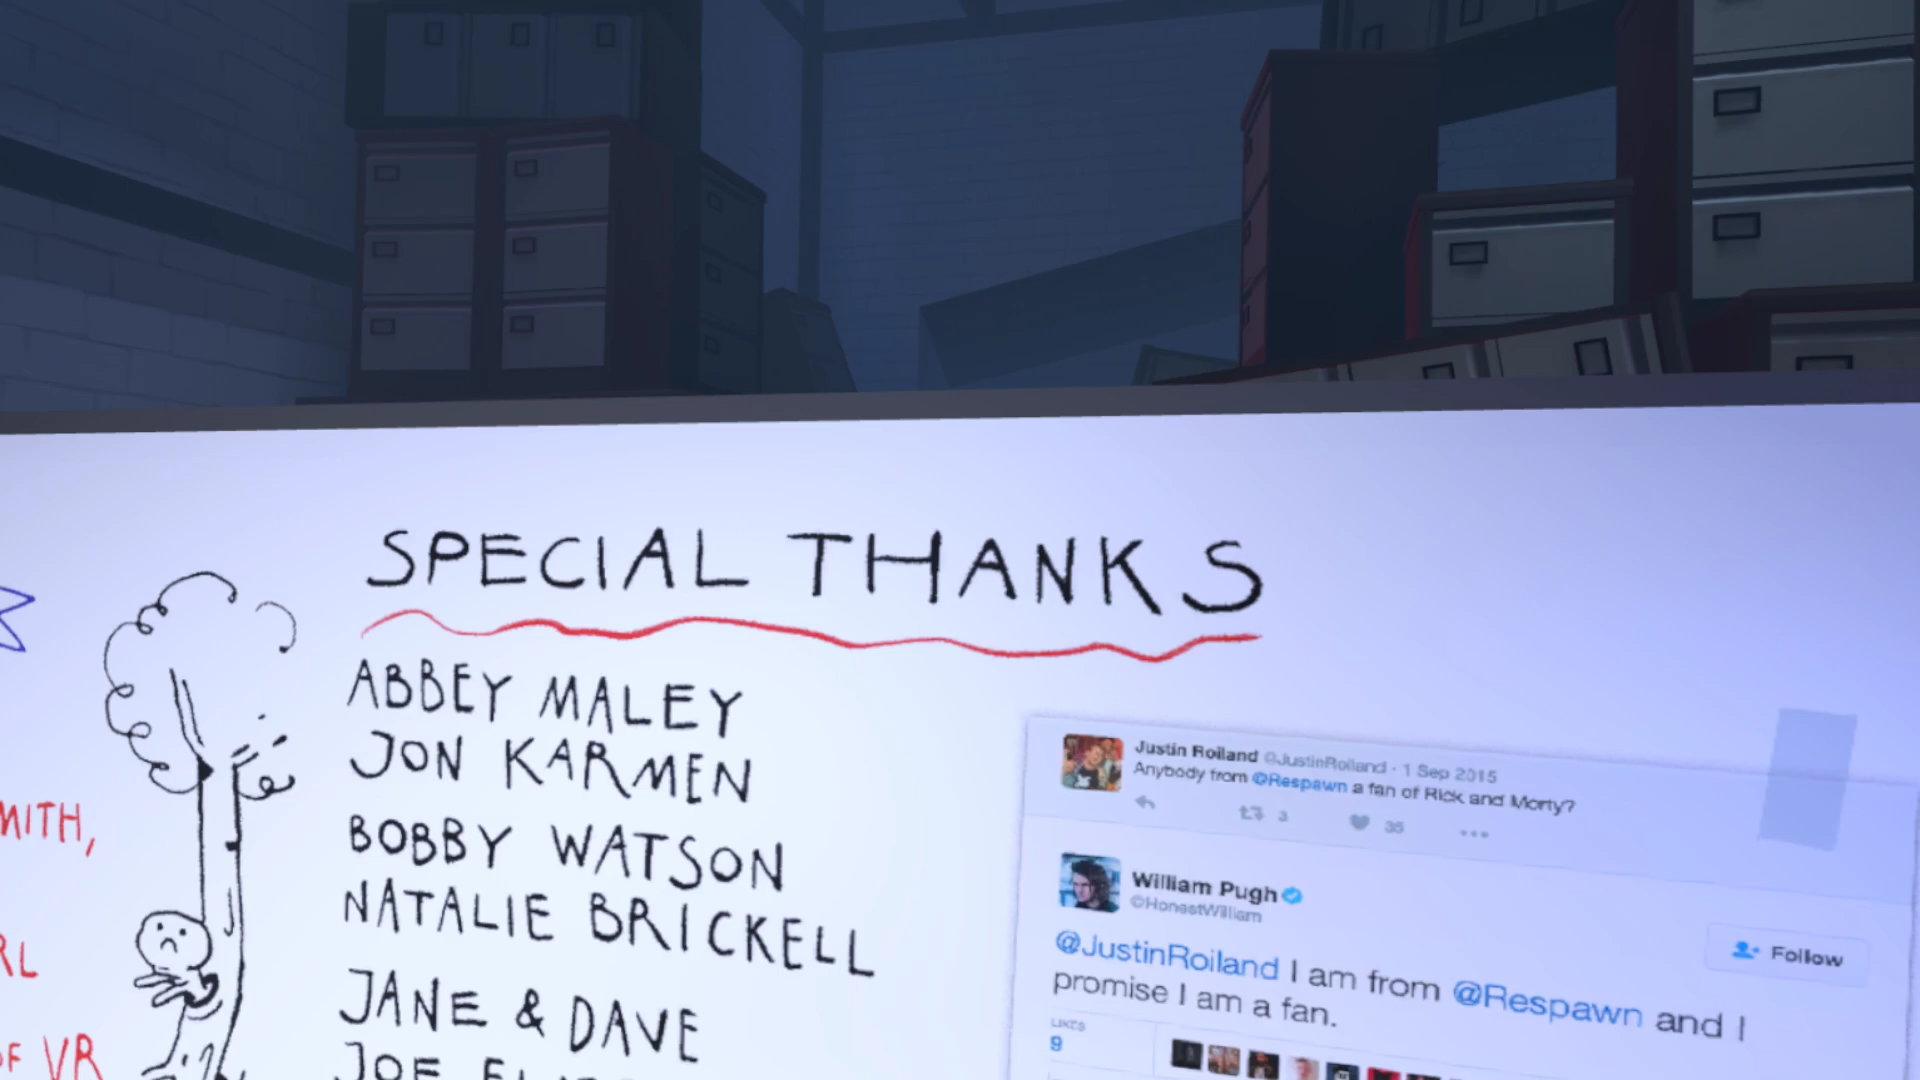 SPECIAL THANKS
ABBEY MALEY
JON KARMEN
BOBBY WATSON
NATALIE BRICKELL
JANE & DAVE
JOE
MITH,
RL
OF VR
Justin Roiland @JustinRoiland · 1 Sep 2015
Anybody from @Respawn a fan of Rick and Morty?
3 35
William Pugh
@HonestWilliam
Follow
@JustinRoiland I am from @Respawn and I
promise I am a fan.
LIKES
9